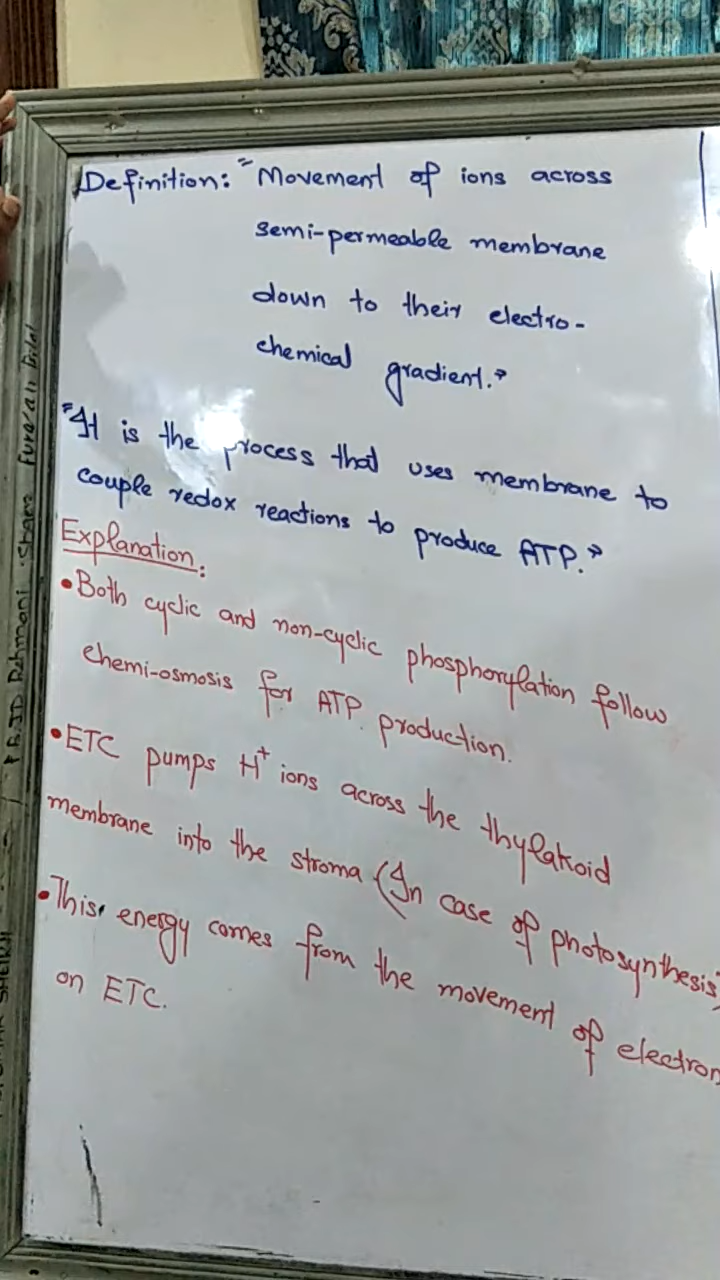 Definition: "Movement of ions across
semi-permeable membrane
down to their electro-
chemical gradient."
"It is the process that uses membrane to
couple redox reactions to produce ATP."
Explanation:
•Both cyclic and non-cyclic phosphorylation follow
chemi-osmosis for ATP production.
•ETC pumps H⁺ ions across the thylakoid
membrane into the stroma (In case of photosynthesis)
•This energy comes from the movement of electron
on ETC.